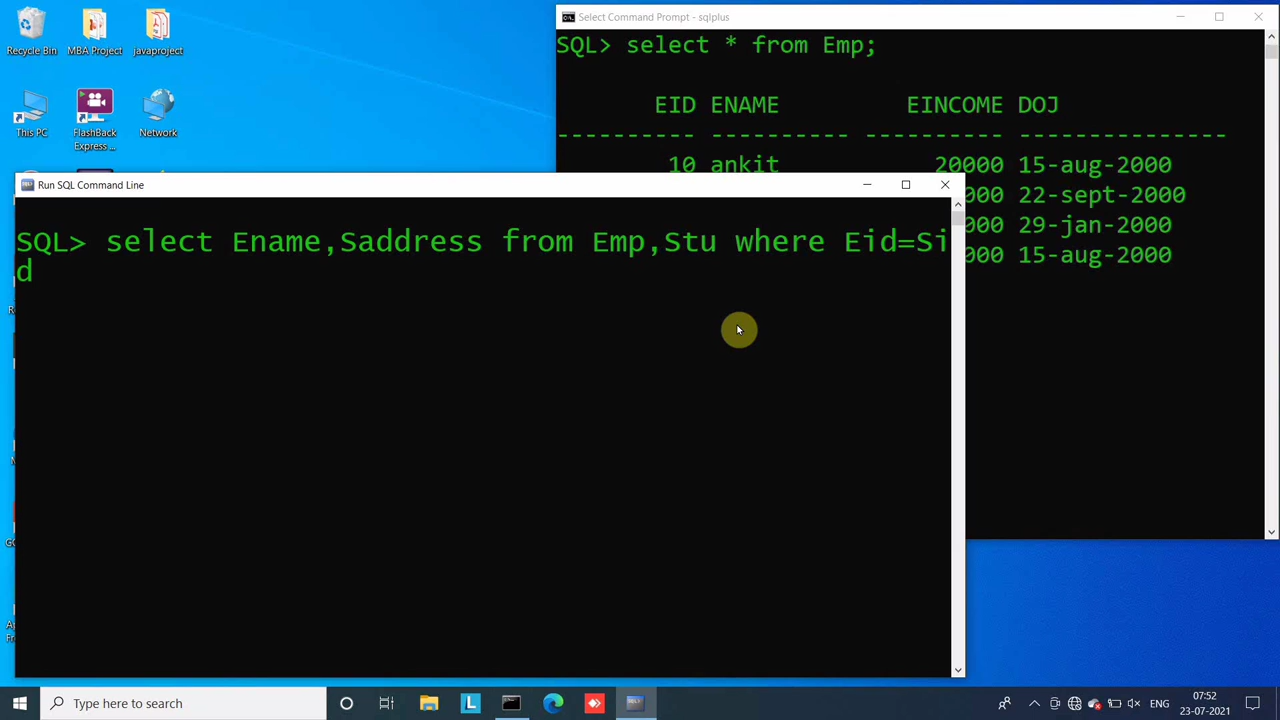 Recycle Bin
MBA Project
javaproject
This PC
FlashBack
Express ...
Network
Select Command Prompt - sqlplus
SQL> select * from Emp;
EID ENAME EINCOME DOJ
---------- ---------- ---------- ---------------
10 ankit 20000 15-aug-2000
000 22-sept-2000
000 29-jan-2000
000 15-aug-2000
Run SQL Command Line
SQL> select Ename,Saddress from Emp,Stu where Eid=Si
d
Type here to search
ENG
07:52
23-07-2021